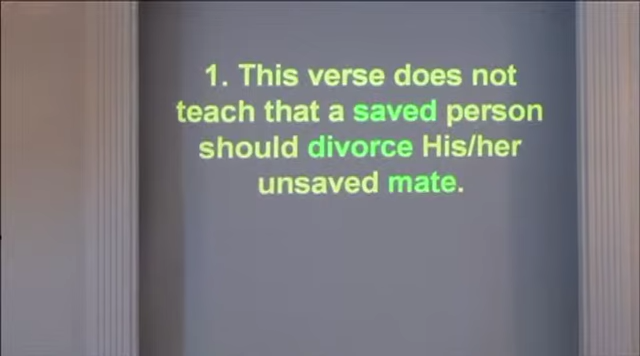 1. This verse does not
teach that a saved person
should divorce His/her
unsaved mate.